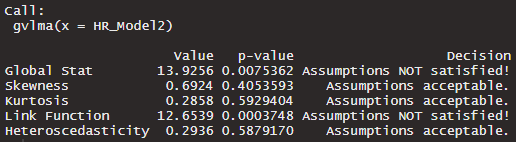 Call:
 gvlma(x = HR_Model2)

                     Value   p-value                   Decision
Global Stat        13.9256 0.0075362 Assumptions NOT satisfied!
Skewness            0.6924 0.4053593    Assumptions acceptable.
Kurtosis            0.2858 0.5929404    Assumptions acceptable.
Link Function      12.6539 0.0003748 Assumptions NOT satisfied!
Heteroscedasticity  0.2936 0.5879170    Assumptions acceptable.